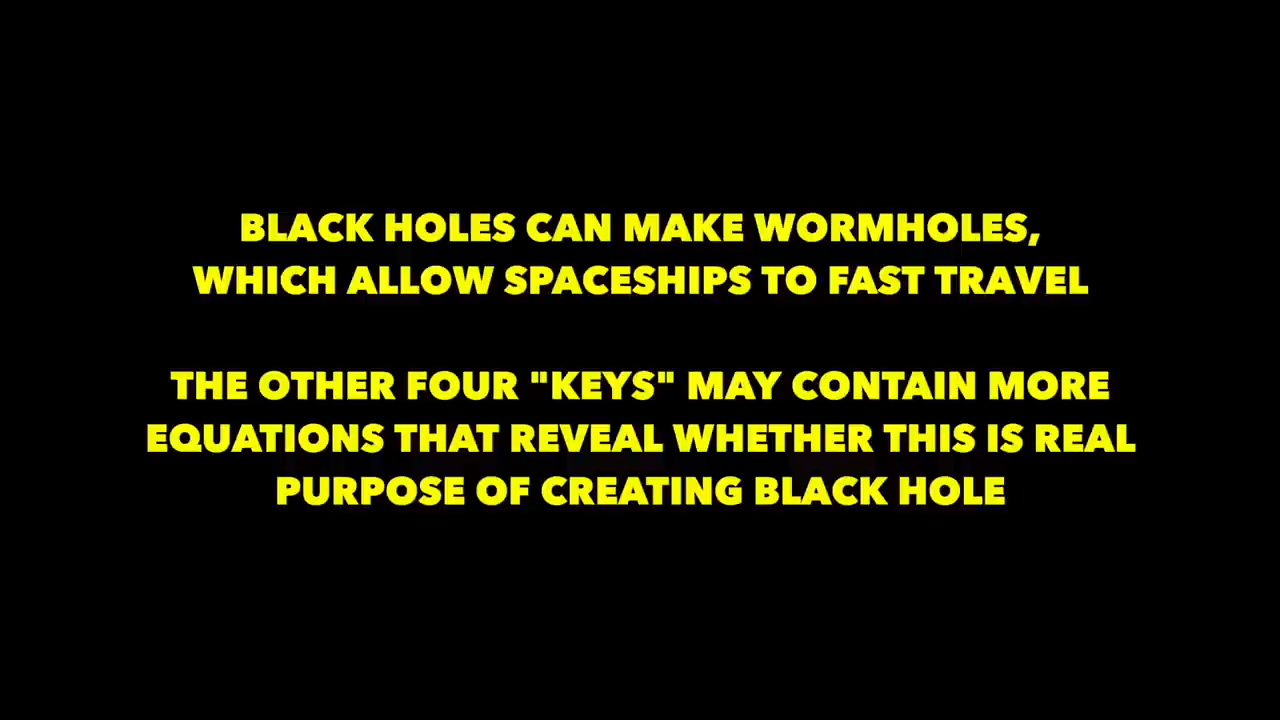 BLACK HOLES CAN MAKE WORMHOLES,
WHICH ALLOW SPACESHIPS TO FAST TRAVEL
THE OTHER FOUR "KEYS" MAY CONTAIN MORE
EQUATIONS THAT REVEAL WHETHER THIS IS REAL
PURPOSE OF CREATING BLACK HOLE